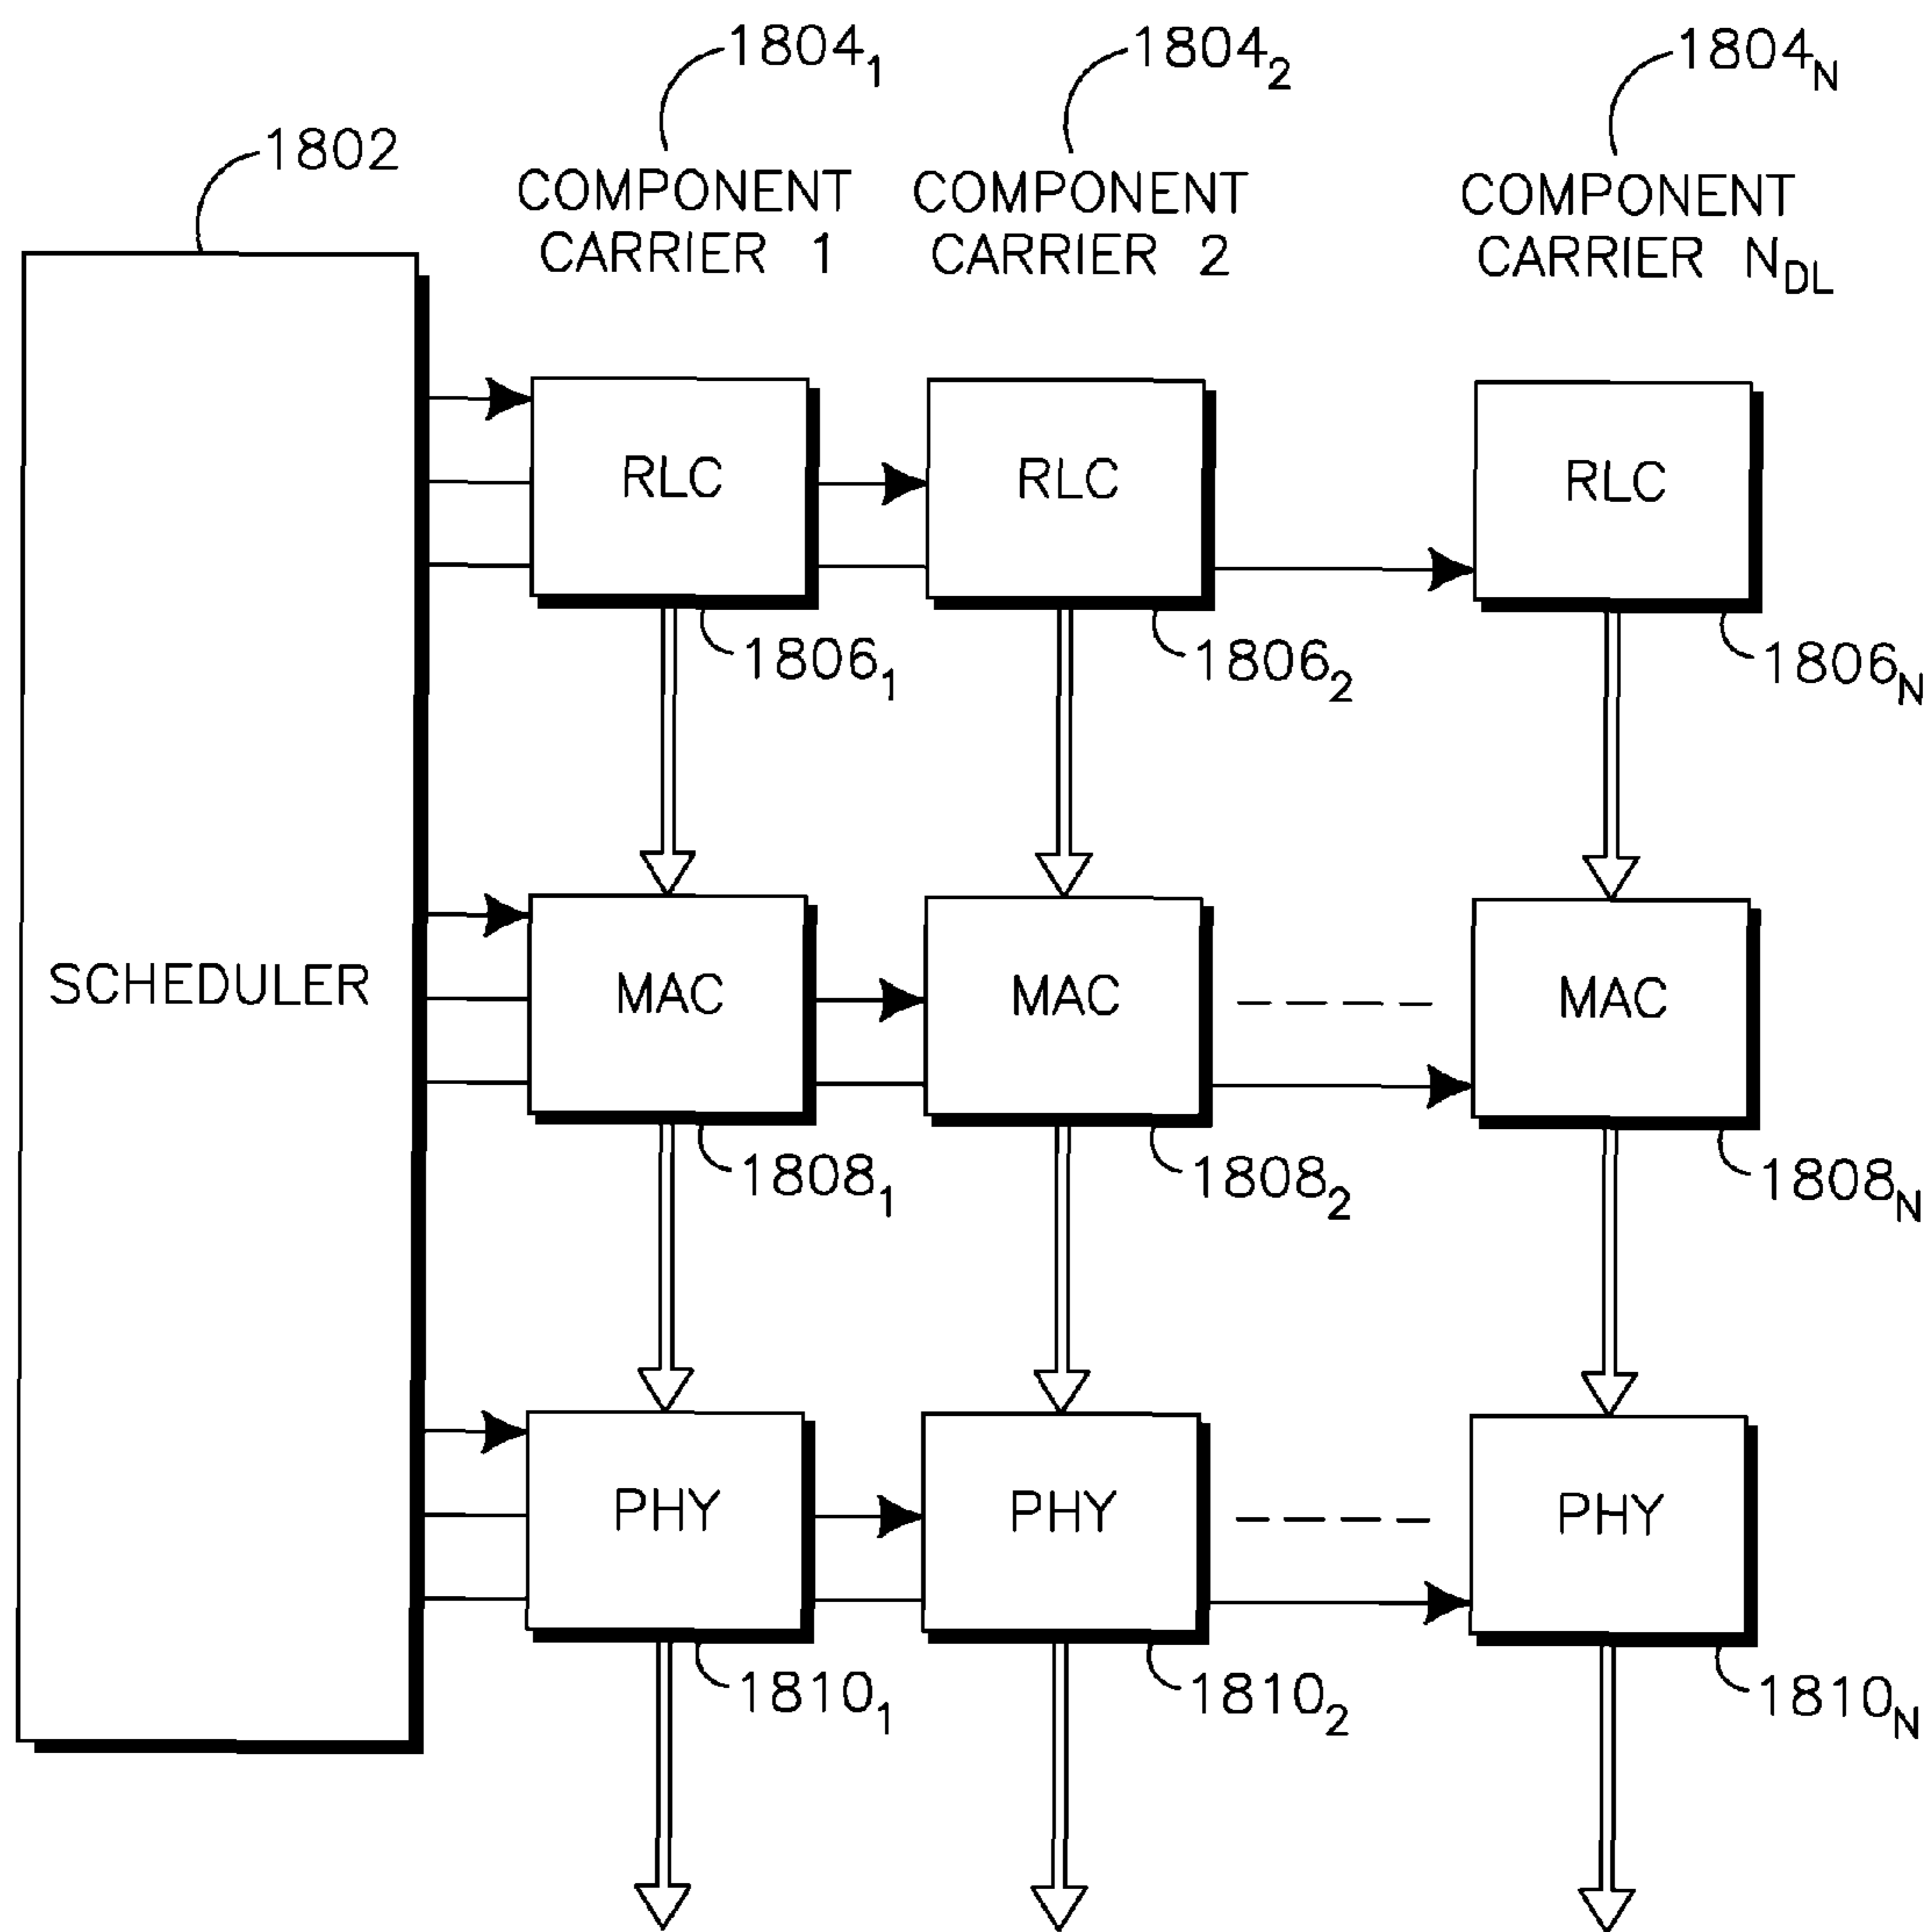 1804₁ 1804₂ 1804N
1802
COMPONENT CARRIER 1
COMPONENT CARRIER 2
COMPONENT CARRIER NDL
RLC RLC RLC
1806₁ 1806₂ 1806N
SCHEDULER
MAC MAC MAC
1808₁ 1808₂ 1808N
PHY PHY PHY
1810₁ 1810₂ 1810N